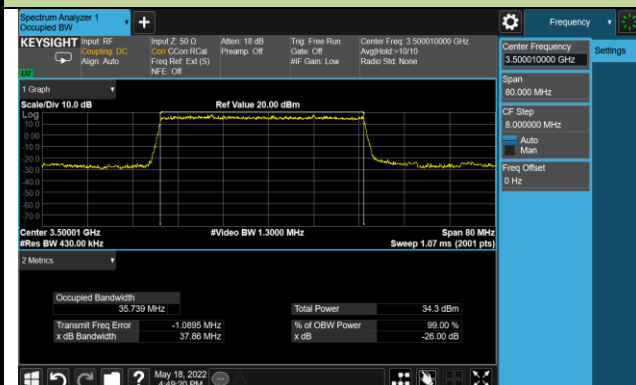 Spectrum Analyzer 1
Occupied BW
Frequency
KEYSIGHT
Input: RF
Coupling: DC
Align: Auto
Input Z: 50 Ω
Corr CCorr RCal
Freq Ref: Ext (S)
NFE: Off
Atten: 18 dB
Preamp: Off
Trig: Free Run
Gate: Off
#IF Gain: Low
Center Freq: 3.500010000 GHz
Avg|Hold:>10/10
Radio Std: None
Center Frequency
3.500010000 GHz
Settings
Span
80.000 MHz
CF Step
8.000000 MHz
Auto
Man
Freq Offset
0 Hz
1 Graph
Scale/Div 10.0 dB
Ref Value 20.00 dBm
Log
10.0
0.00
-10.0
-20.0
-30.0
-40.0
-50.0
-60.0
-70.0
Center 3.50001 GHz
#Video BW 1.3000 MHz
Span 80 MHz
#Res BW 430.00 kHz
Sweep 1.07 ms (2001 pts)
2 Metrics
Occupied Bandwidth
35.739 MHz
Total Power 34.3 dBm
Transmit Freq Error -1.0895 MHz
% of OBW Power 99.00 %
x dB Bandwidth 37.86 MHz
x dB -26.00 dB
May 18, 2022
4:49:20 PM